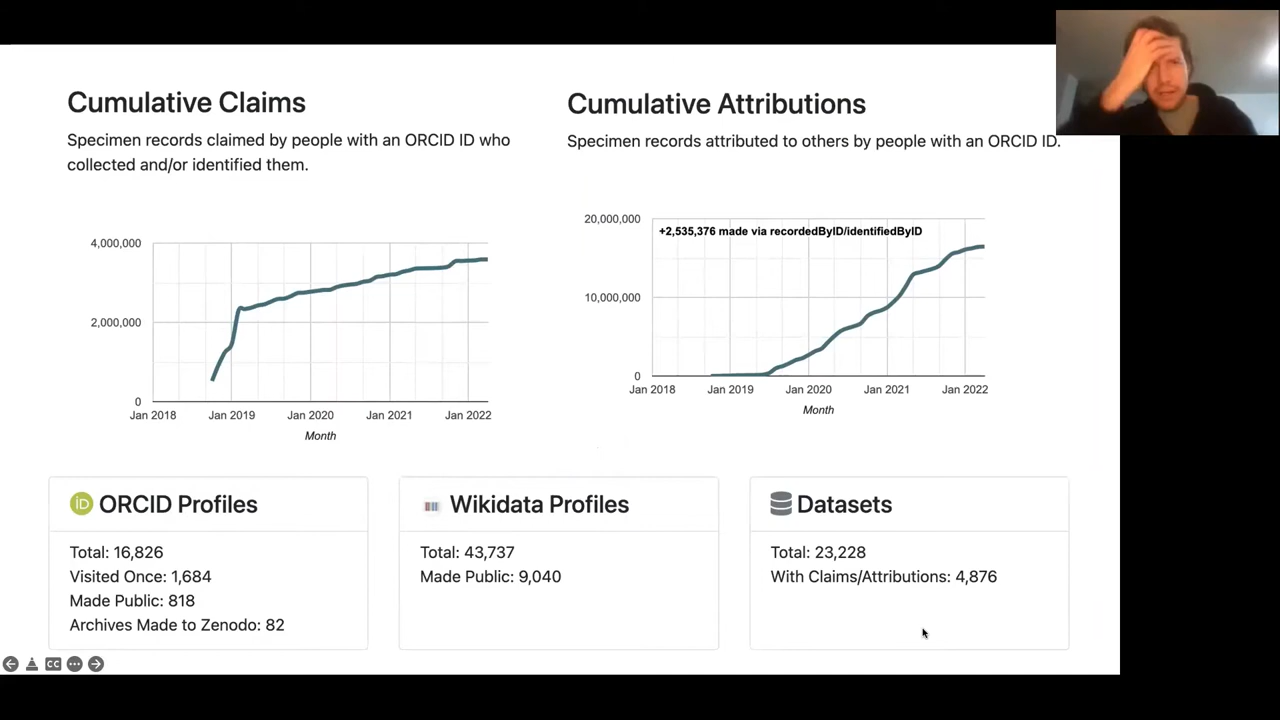 Cumulative Claims
Specimen records claimed by people with an ORCID ID who
collected and/or identified them.
4,000,000
2,000,000
0
Jan 2018 Jan 2019 Jan 2020 Jan 2021 Jan 2022
Month
Cumulative Attributions
Specimen records attributed to others by people with an ORCID ID.
20,000,000
+2,535,376 made via recordedByID/identifiedByID
10,000,000
0
Jan 2018 Jan 2019 Jan 2020 Jan 2021 Jan 2022
Month
iD ORCID Profiles
Total: 16,826
Visited Once: 1,684
Made Public: 818
Archives Made to Zenodo: 82
Wikidata Profiles
Total: 43,737
Made Public: 9,040
Datasets
Total: 23,228
With Claims/Attributions: 4,876
CC